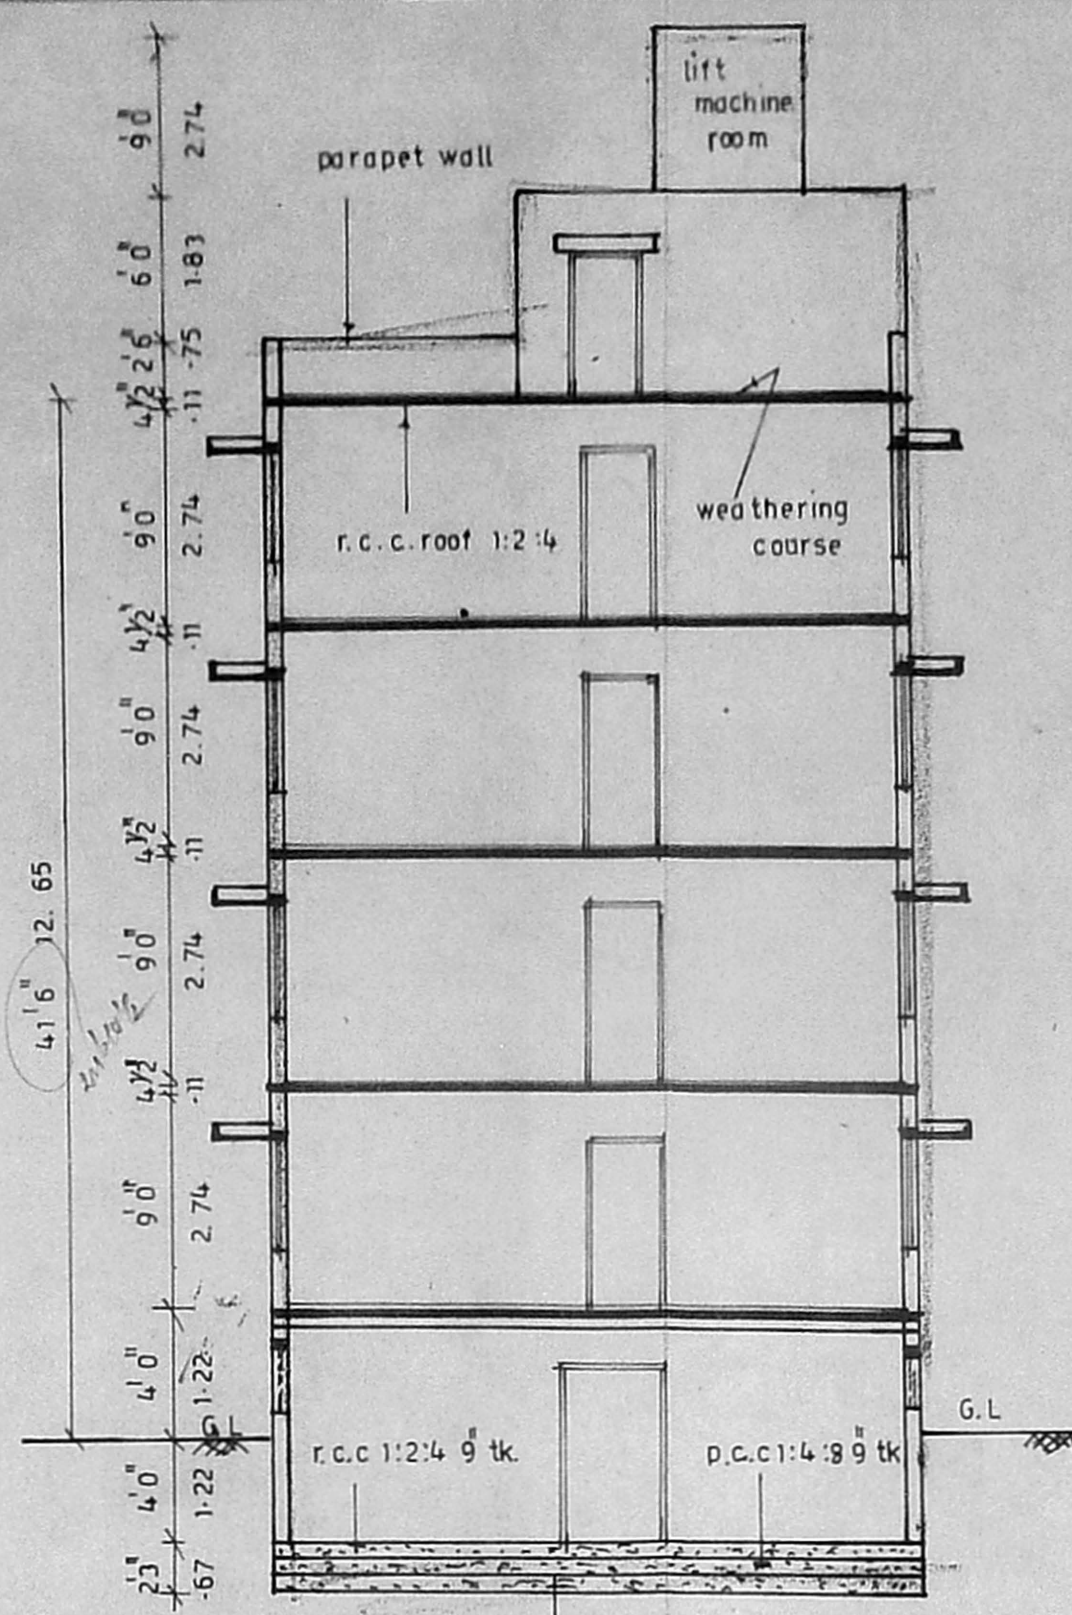 lift
machine
room
9'0"
2.74
parapet wall
6'0"
1.83
2'6"
.75
4½"
.11
9'0"
2.74
r.c.c.roof 1:2:4
weathering
course
4½"
.11
9'0"
2.74
4½"
.11
41'6" 12.65
9'0"
2.74
4½"
.11
9'0"
2.74
4'0"
1.22
G.L
r.c.c 1:2:4 9" tk.
p.c.c 1:4:8 9" tk
4'0"
1.22
2'3"
.67